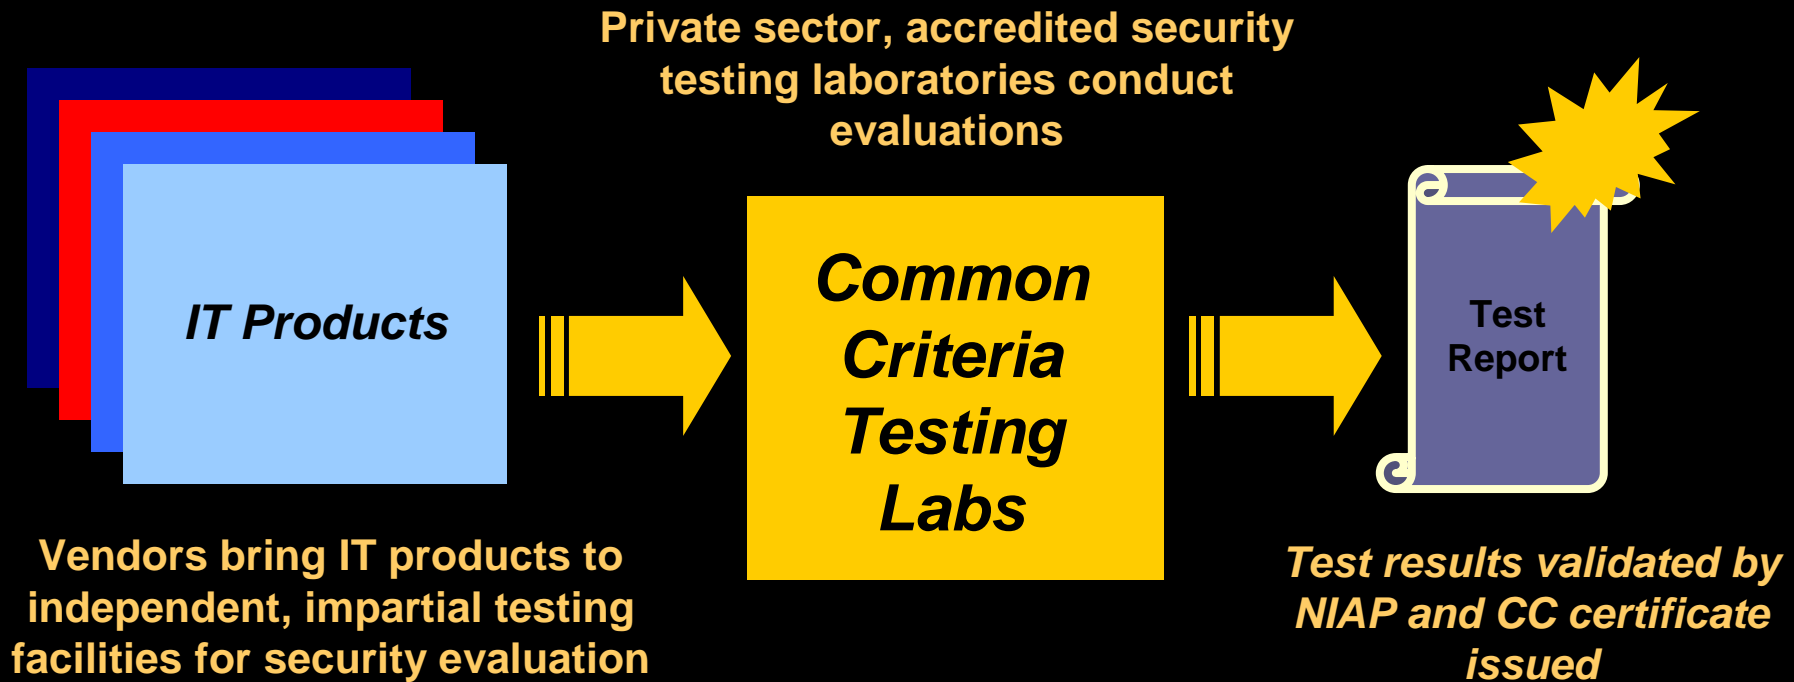 Private sector, accredited security
testing laboratories conduct
evaluations
IT Products
Common
Criteria
Testing
Labs
Test
Report
Vendors bring IT products to
independent, impartial testing
facilities for security evaluation
Test results validated by
NIAP and CC certificate
issued